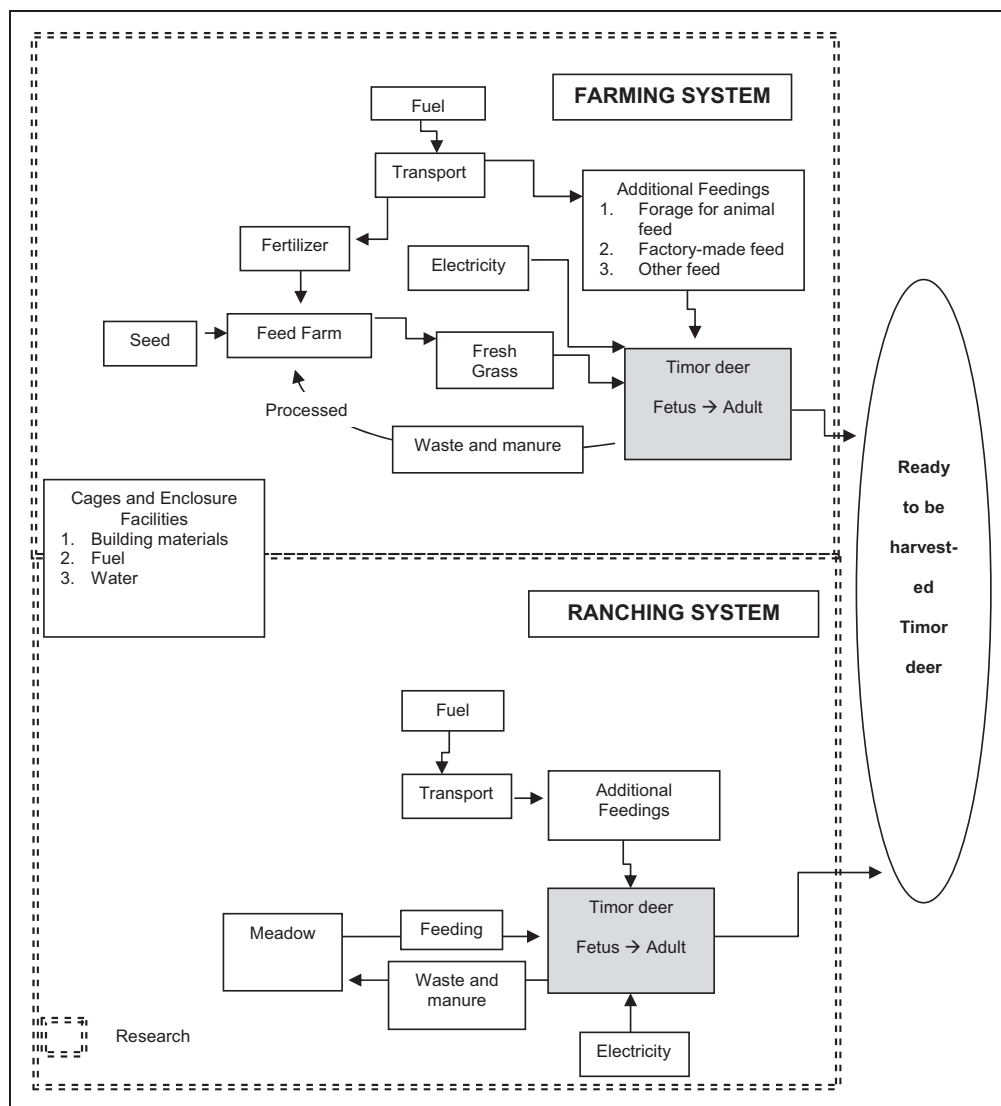 FARMING SYSTEM
Fuel
Transport
Additional Feedings
1. Forage for animal
feed
2. Factory-made feed
3. Other feed
Fertilizer
Electricity
Seed
Feed Farm
Fresh
Grass
Timor deer
Fetus → Adult
Processed
Waste and manure
Cages and Enclosure
Facilities
1. Building materials
2. Fuel
3. Water
Ready
to be
harvest-
ed
Timor
deer
RANCHING SYSTEM
Fuel
Transport
Additional
Feedings
Meadow
Feeding
Timor deer
Fetus → Adult
Waste and
manure
Electricity
Research